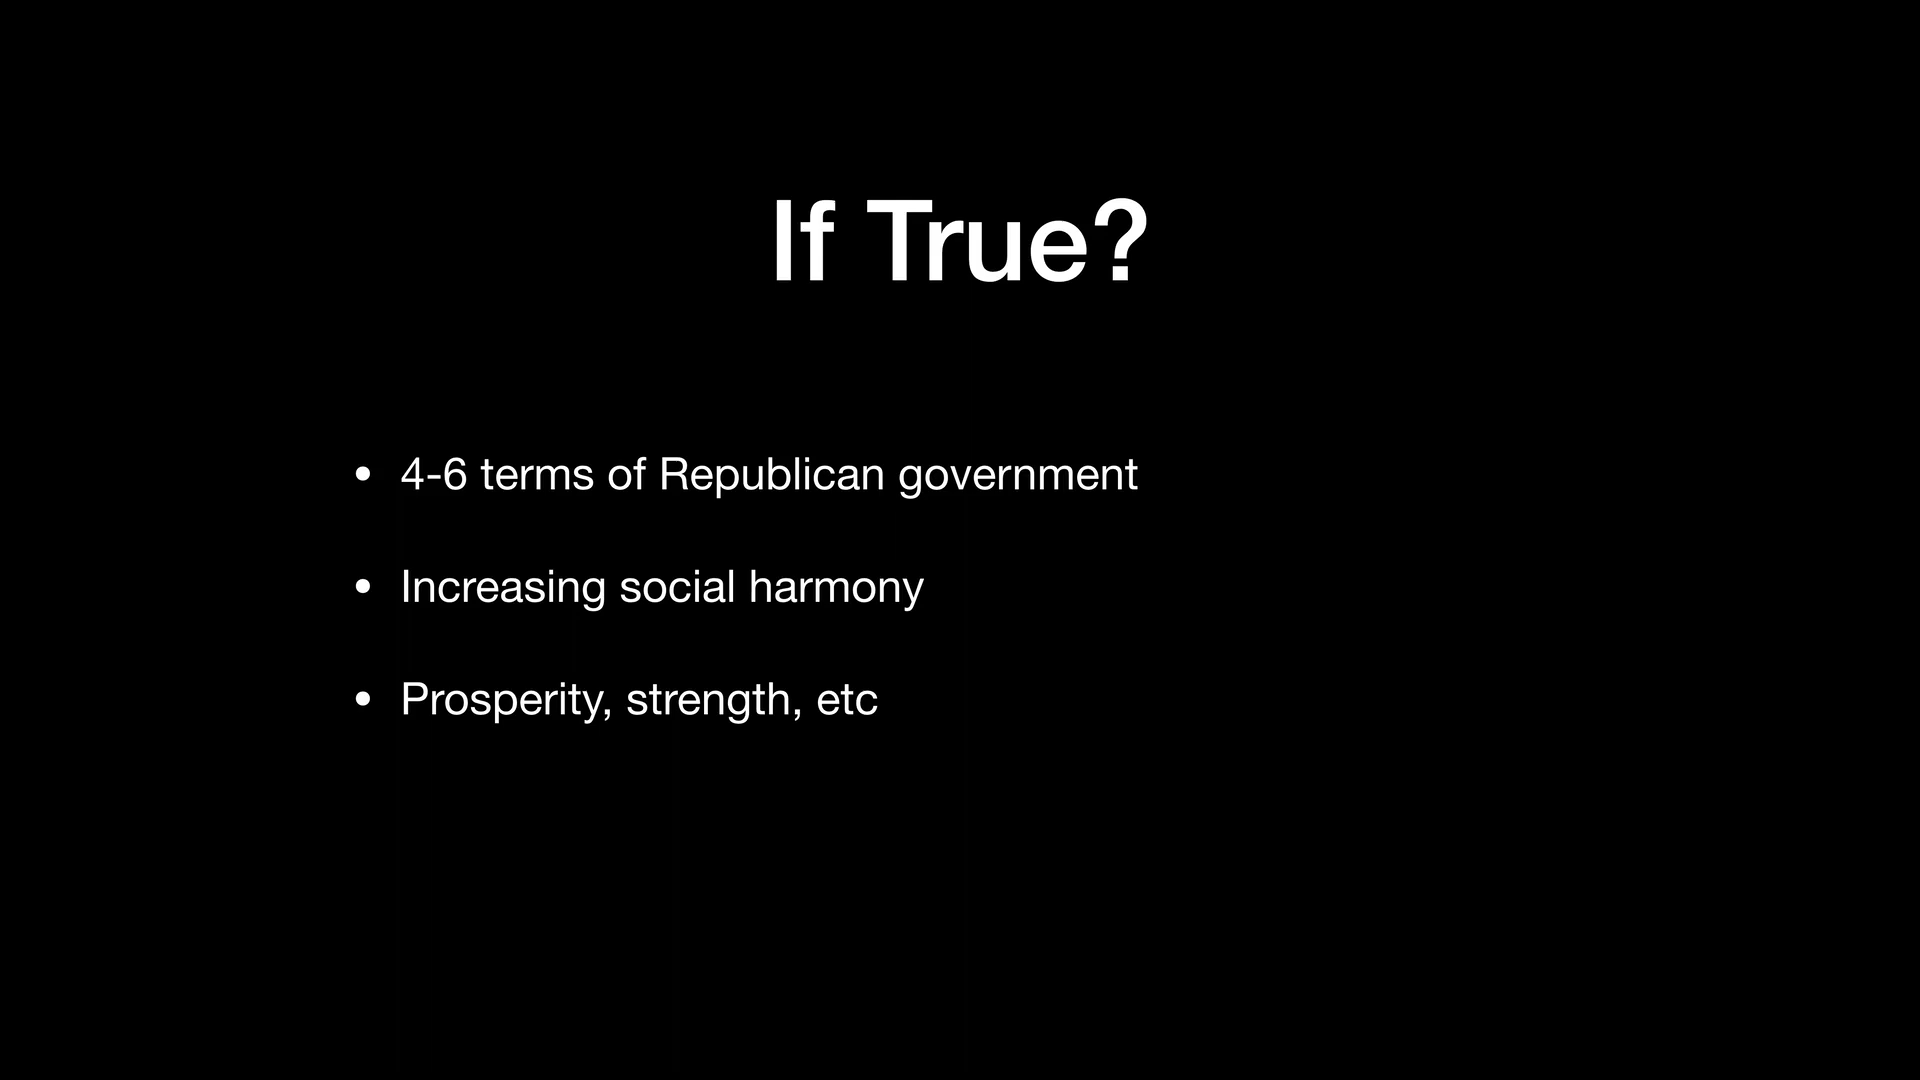 If True?
• 4-6 terms of Republican government
• Increasing social harmony
• Prosperity, strength, etc